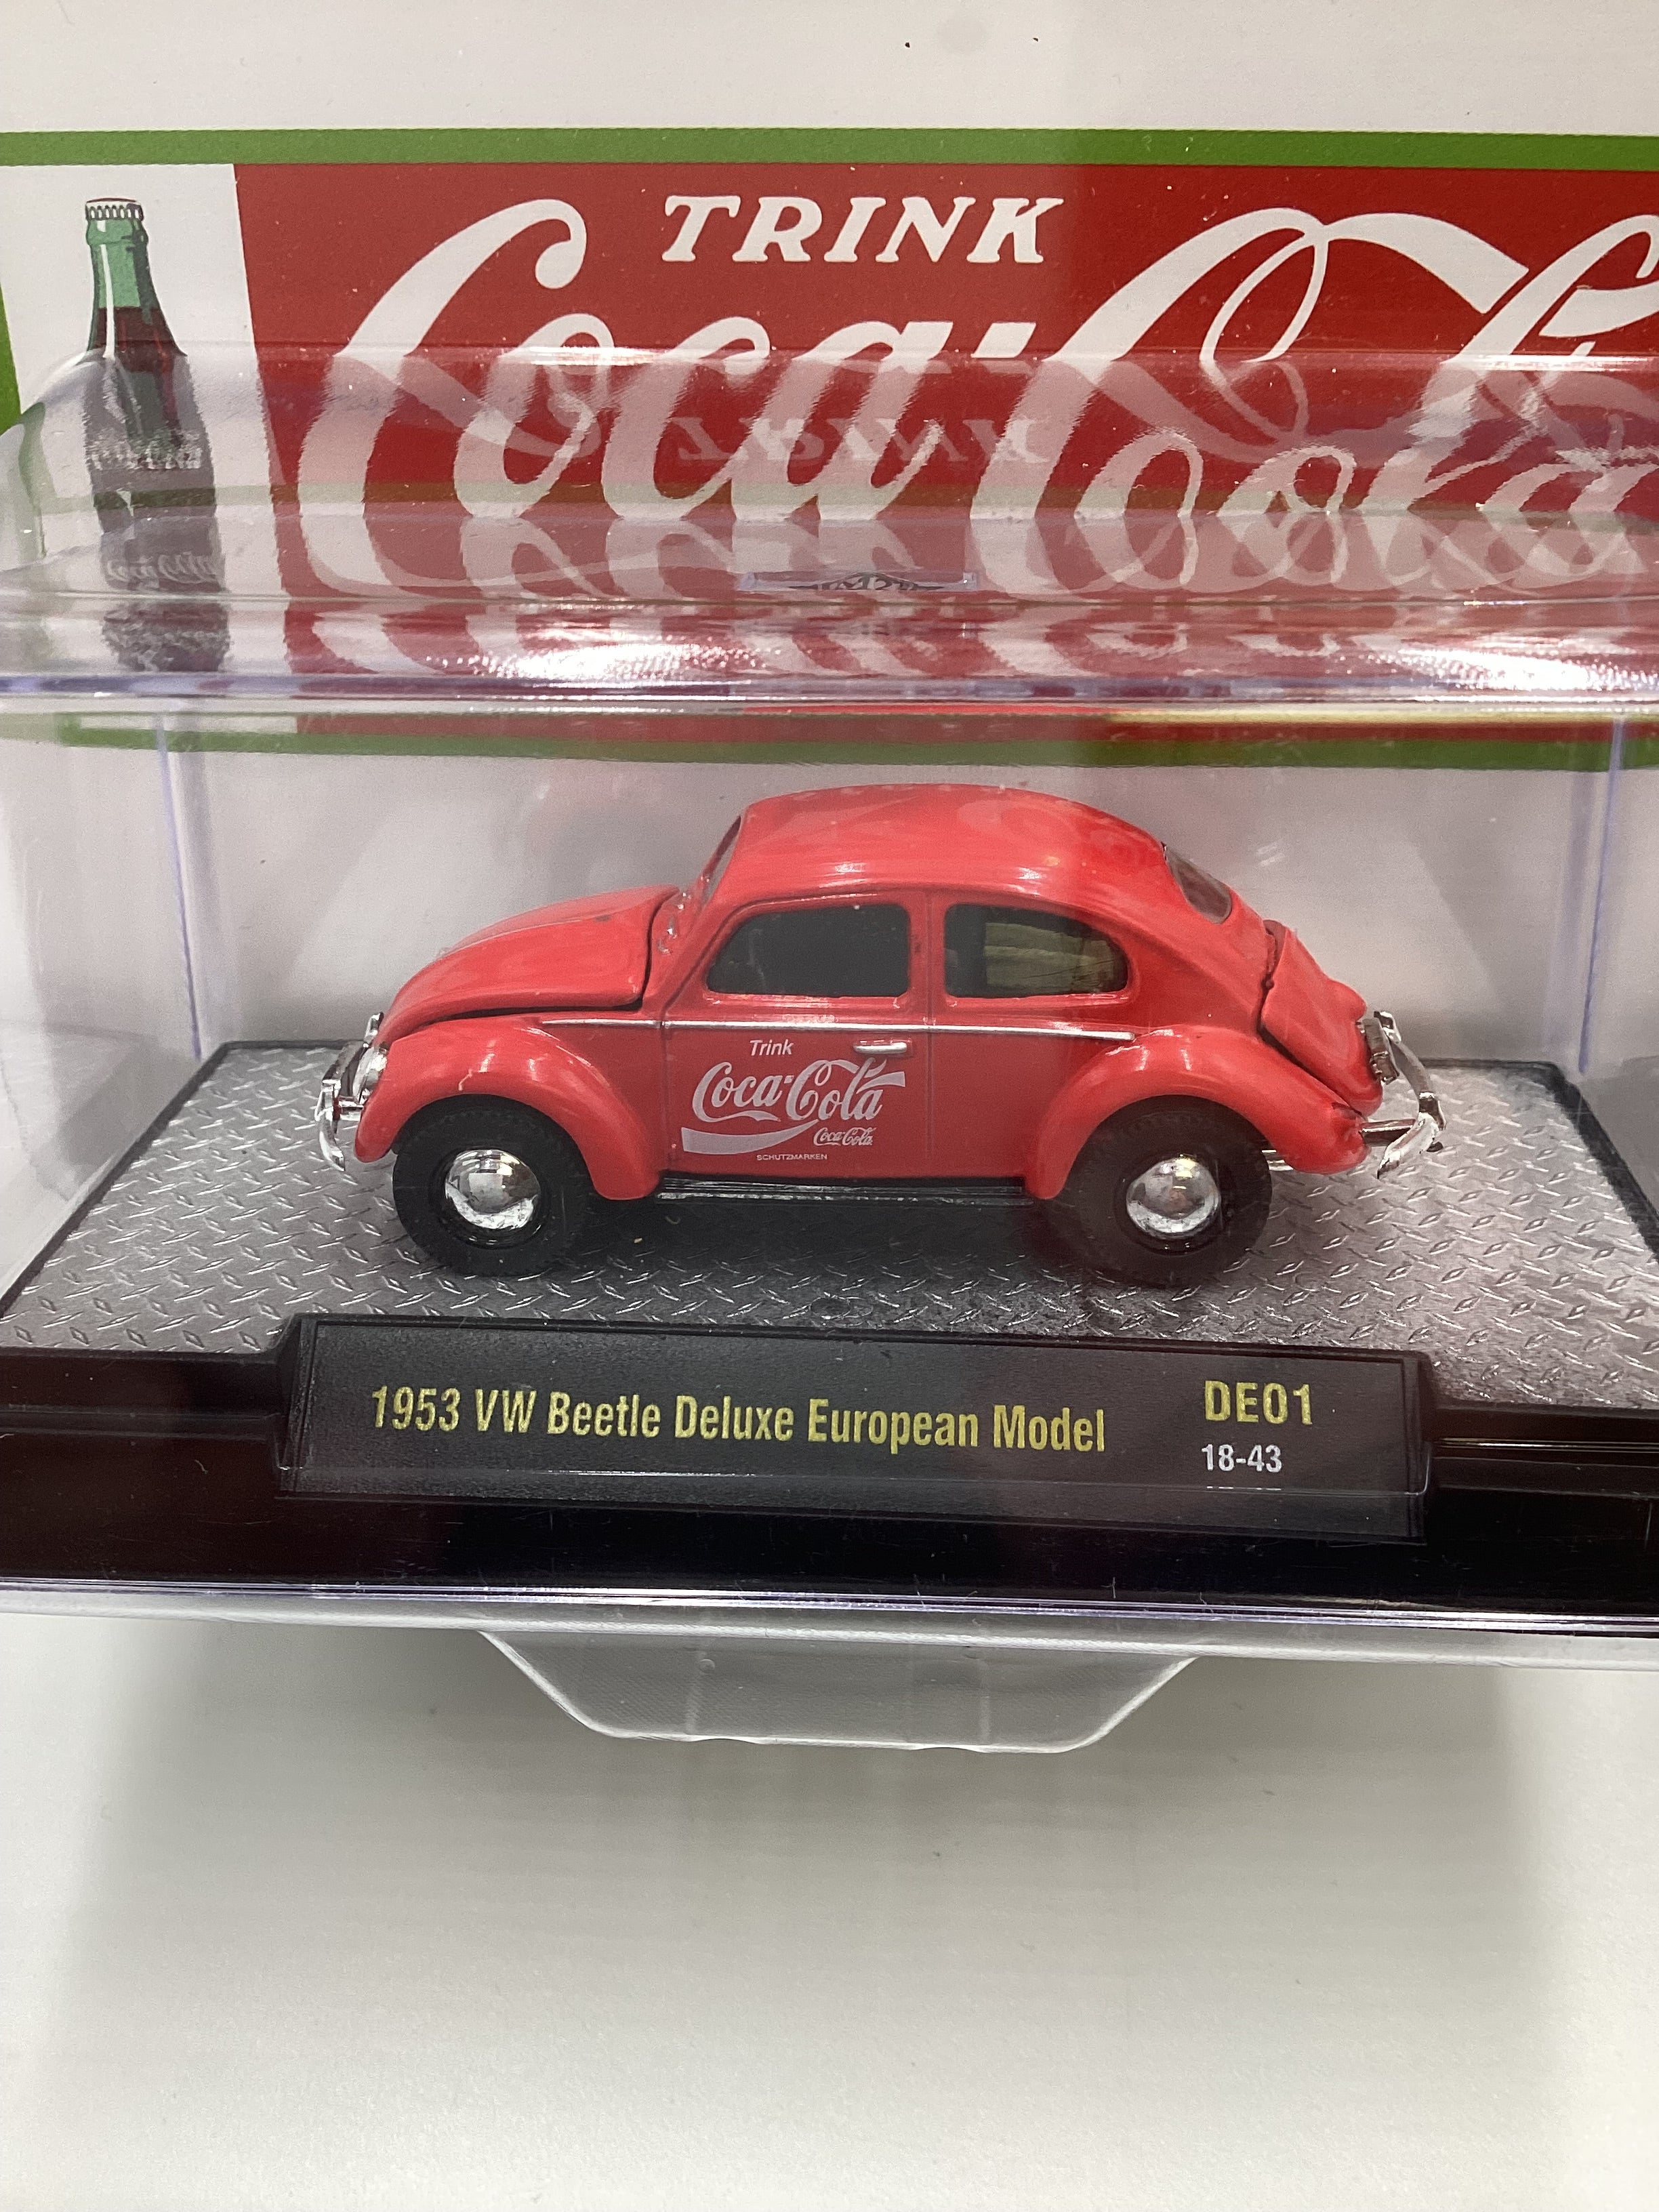 TRINK
Coca-Cola
Trink
Coca-Cola
Coca-Cola
SCHUTZMARKEN
1953 VW Beetle Deluxe European Model DE01
18-43